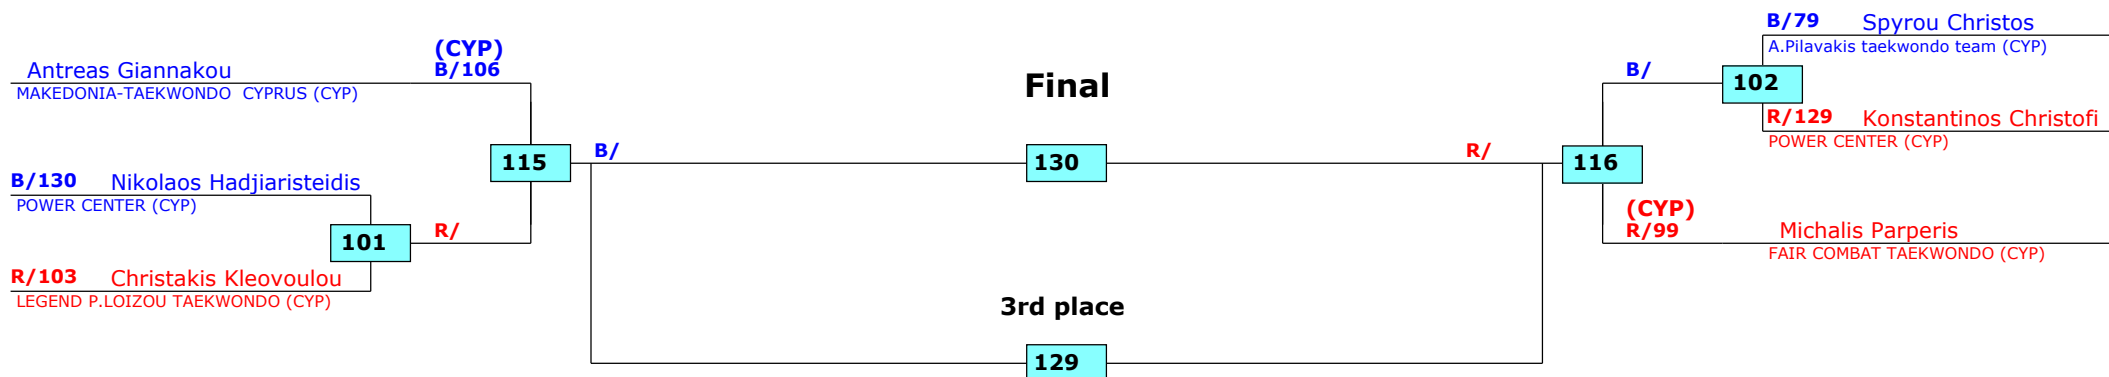 (CYP)
Antreas Giannakou B/106
MAKEDONIA-TAEKWONDO CYPRUS (CYP)
115
B/130 Nikolaos Hadjiaristeidis
POWER CENTER (CYP)
101
R/
R/103 Christakis Kleovoulou
LEGEND P.LOIZOU TAEKWONDO (CYP)
B/
Final
130
R/
3rd place
129
B/79 Spyrou Christos
A.Pilavakis taekwondo team (CYP)
B/
102
R/129 Konstantinos Christofi
POWER CENTER (CYP)
116
(CYP)
R/99 Michalis Parperis
FAIR COMBAT TAEKWONDO (CYP)